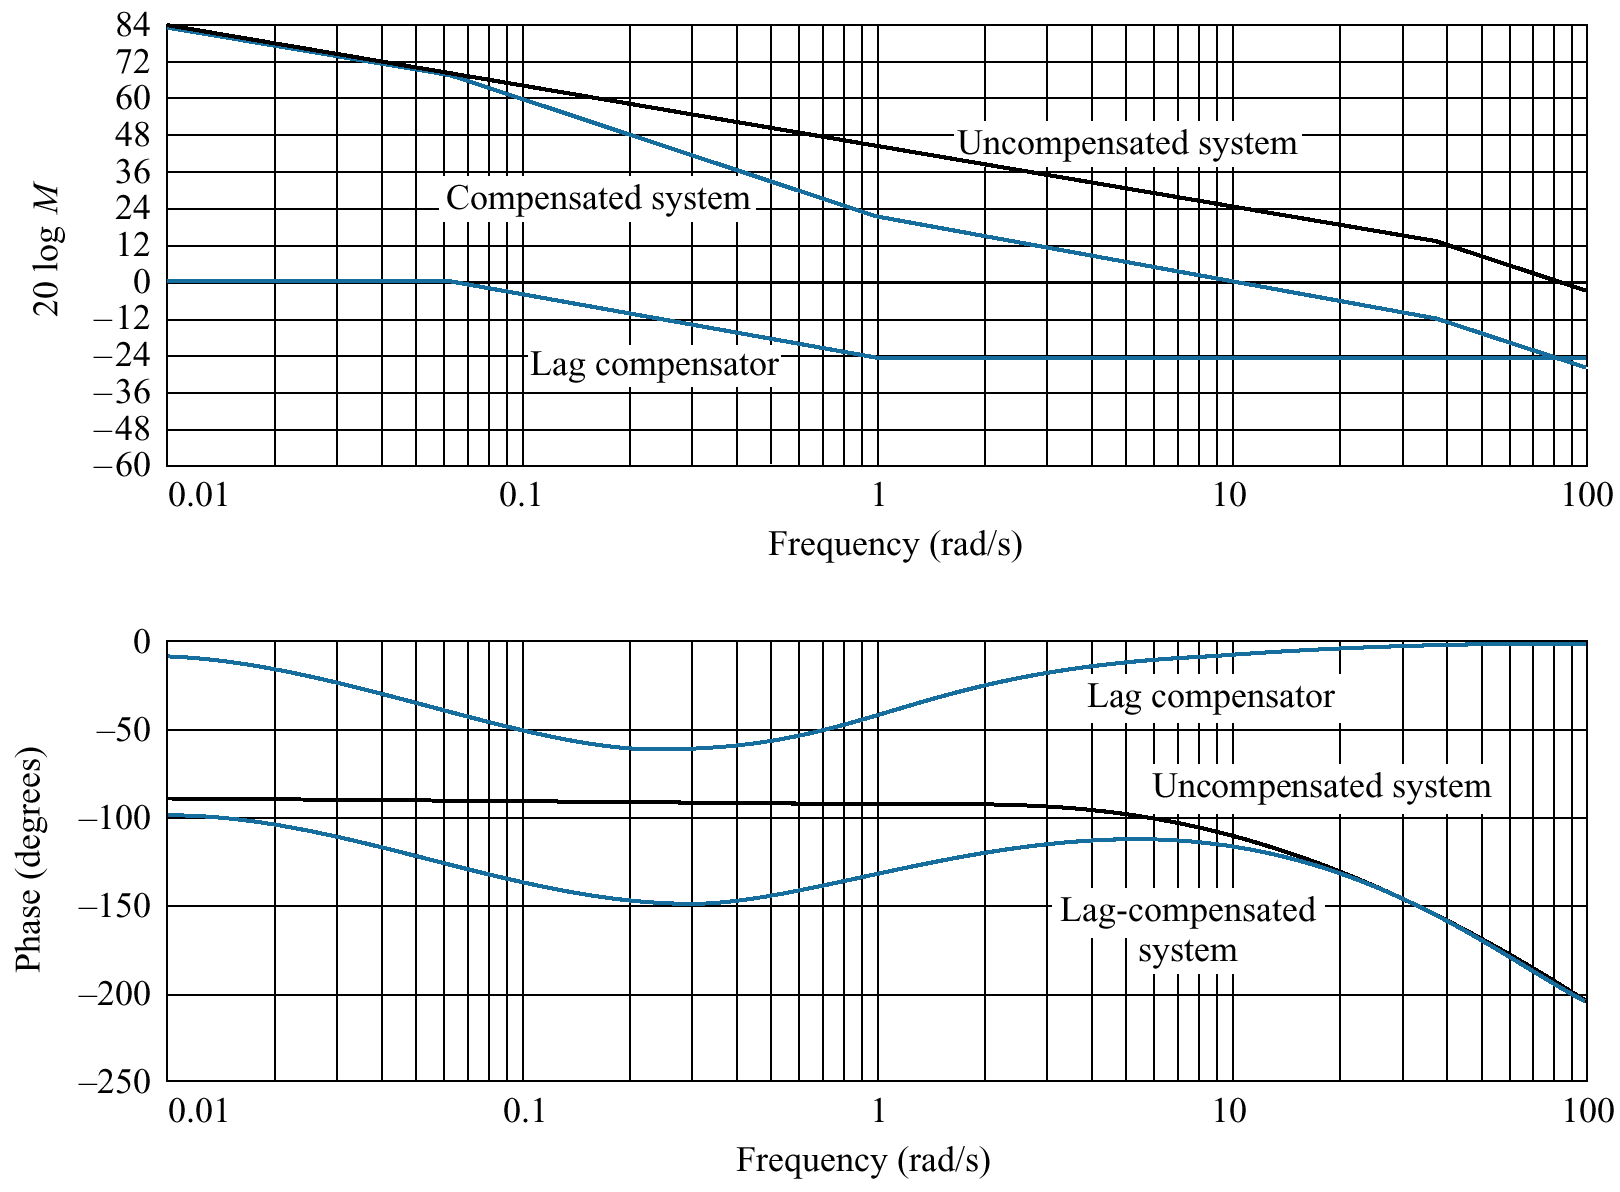 84
72
60
48
36
24
12
0
–12
–24
–36
–48
–60
20 log M
Uncompensated system
Compensated system
Lag compensator
0.01
0.1
1
10
100
Frequency (rad/s)
0
–50
–100
–150
–200
–250
Phase (degrees)
Lag compensator
Uncompensated system
Lag-compensated
system
0.01
0.1
1
10
100
Frequency (rad/s)